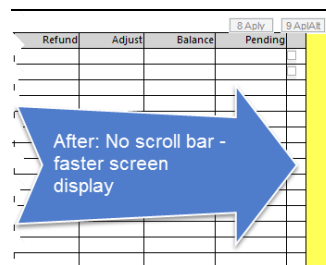 8 Aply 9 AplAlt
Refund Adjust Balance Pending
After: No scroll bar -
faster screen
display